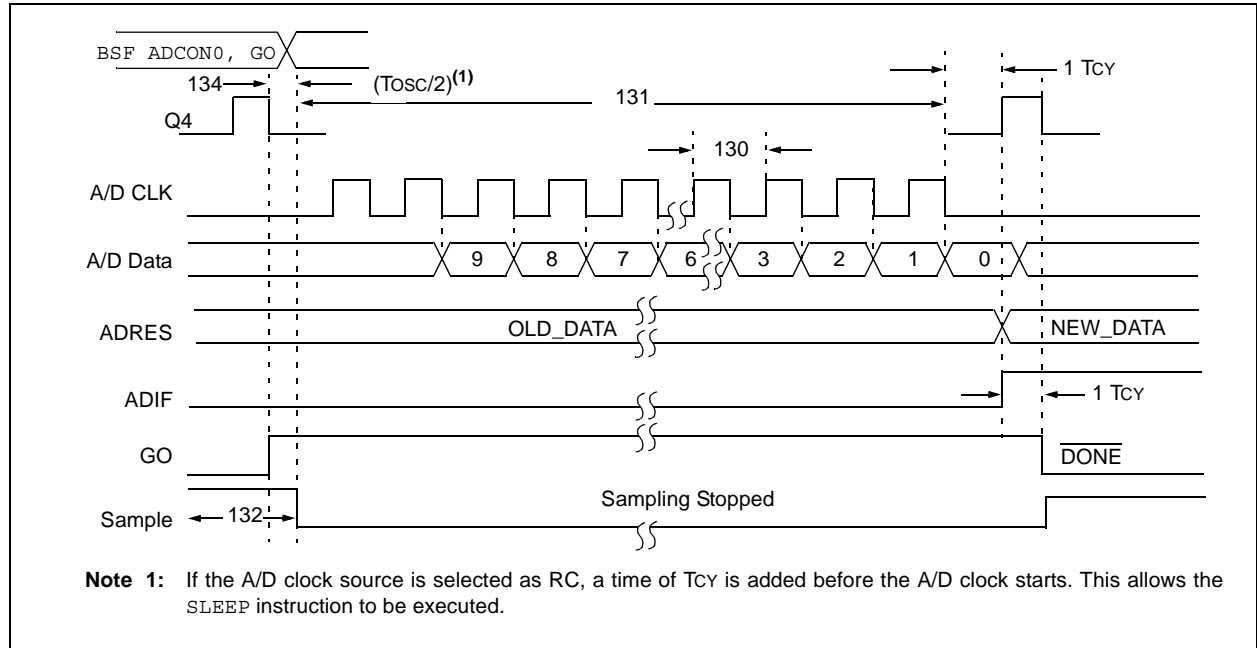 BSF ADCON0, GO
134 (TOSC/2)(1) 131 1 TCY
Q4
130
A/D CLK
A/D Data 9 8 7 6 3 2 1 0
ADRES OLD_DATA NEW_DATA
ADIF 1 TCY
GO DONE
Sampling Stopped
Sample 132
Note 1: If the A/D clock source is selected as RC, a time of TCY is added before the A/D clock starts. This allows the
SLEEP instruction to be executed.